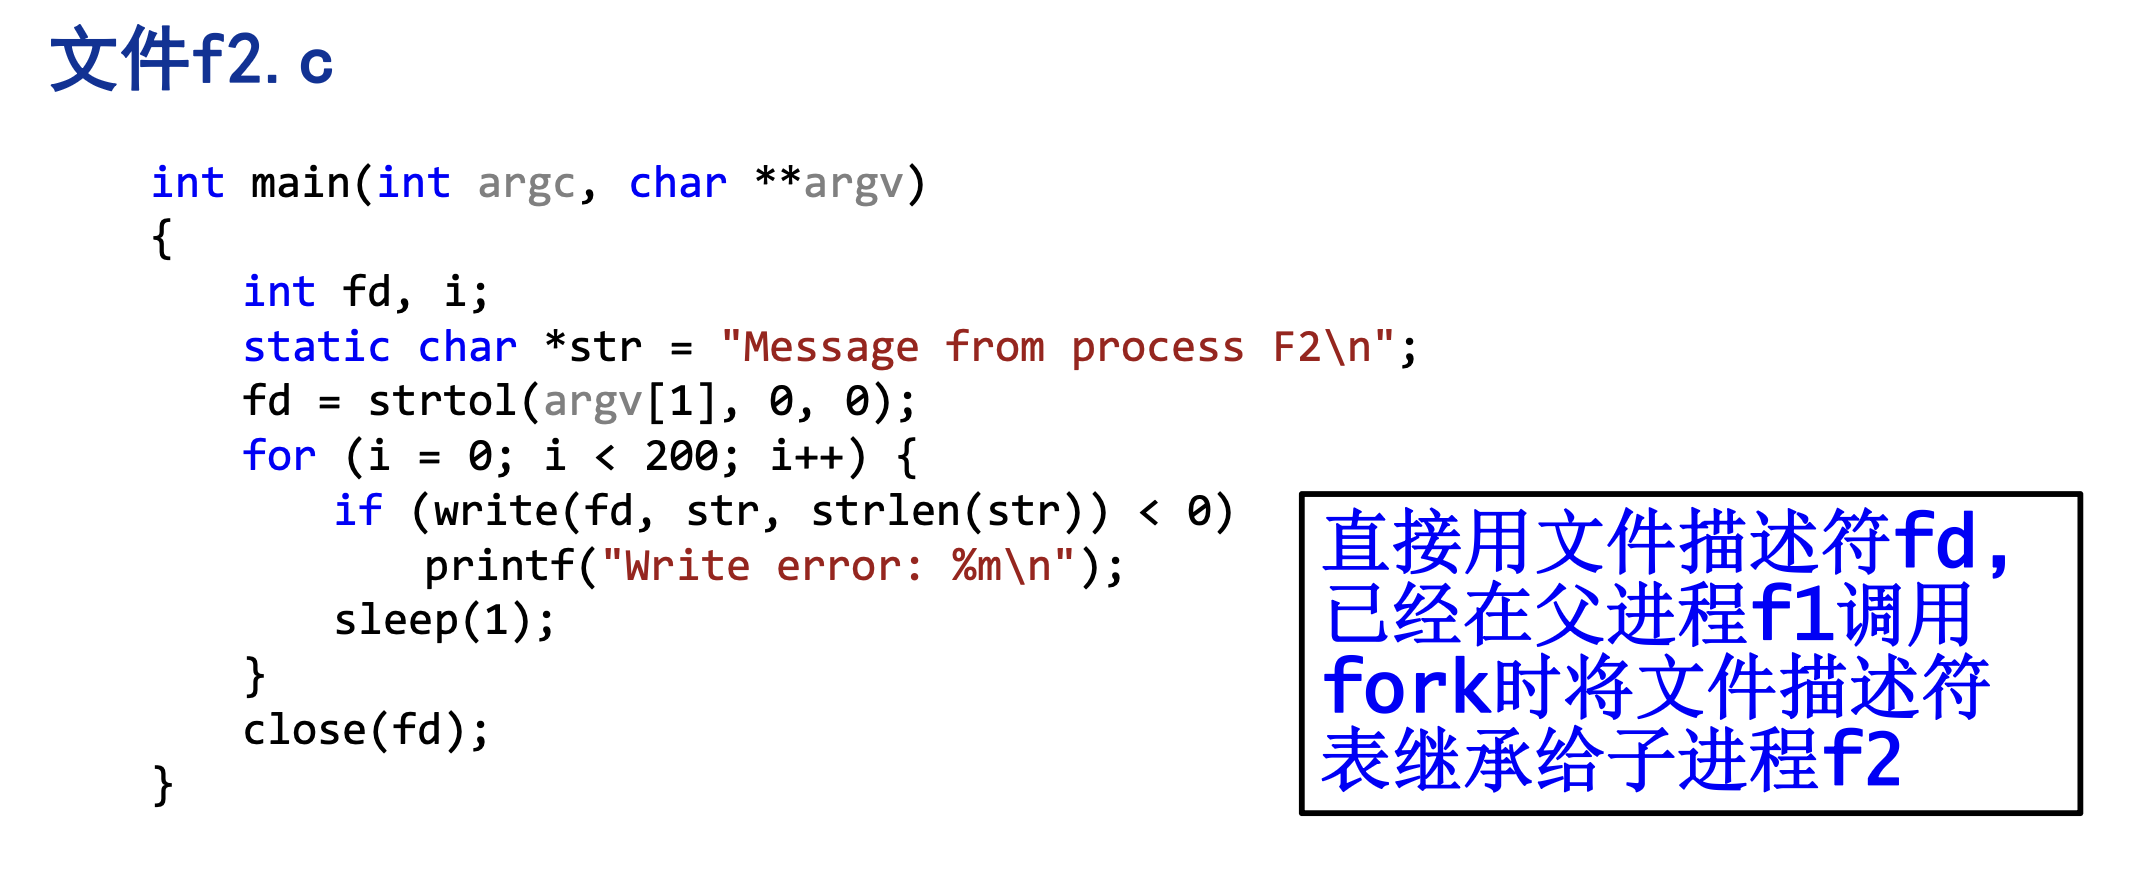 文件f2.c
int main(int argc, char **argv)
{
int fd, i;
static char *str = "Message from process F2\n";
fd = strtol(argv[1], 0, 0);
for (i = 0; i < 200; i++) {
if (write(fd, str, strlen(str)) < 0)
printf("Write error: %m\n");
sleep(1);
}
close(fd);
}
直接用文件描述符fd,
已经在父进程f1调用
fork时将文件描述符
表继承给子进程f2